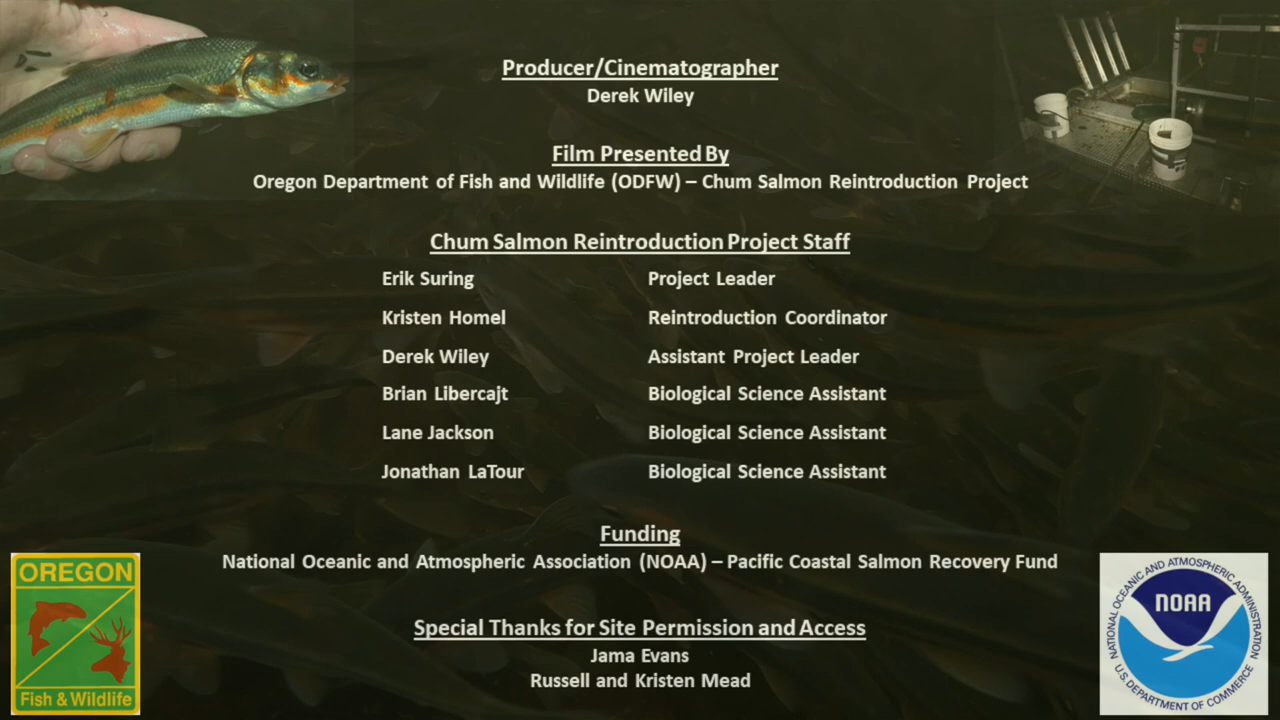 Producer/Cinematographer
Derek Wiley
Film Presented By
Oregon Department of Fish and Wildlife (ODFW) – Chum Salmon Reintroduction Project
Chum Salmon Reintroduction Project Staff
Erik Suring Project Leader
Kristen Homel Reintroduction Coordinator
Derek Wiley Assistant Project Leader
Brian Libercajt Biological Science Assistant
Lane Jackson Biological Science Assistant
Jonathan LaTour Biological Science Assistant
Funding
National Oceanic and Atmospheric Association (NOAA) – Pacific Coastal Salmon Recovery Fund
Special Thanks for Site Permission and Access
Jama Evans
Russell and Kristen Mead
OREGON
Fish & Wildlife
NATIONAL OCEANIC AND ATMOSPHERIC ADMINISTRATION
NOAA
U.S. DEPARTMENT OF COMMERCE